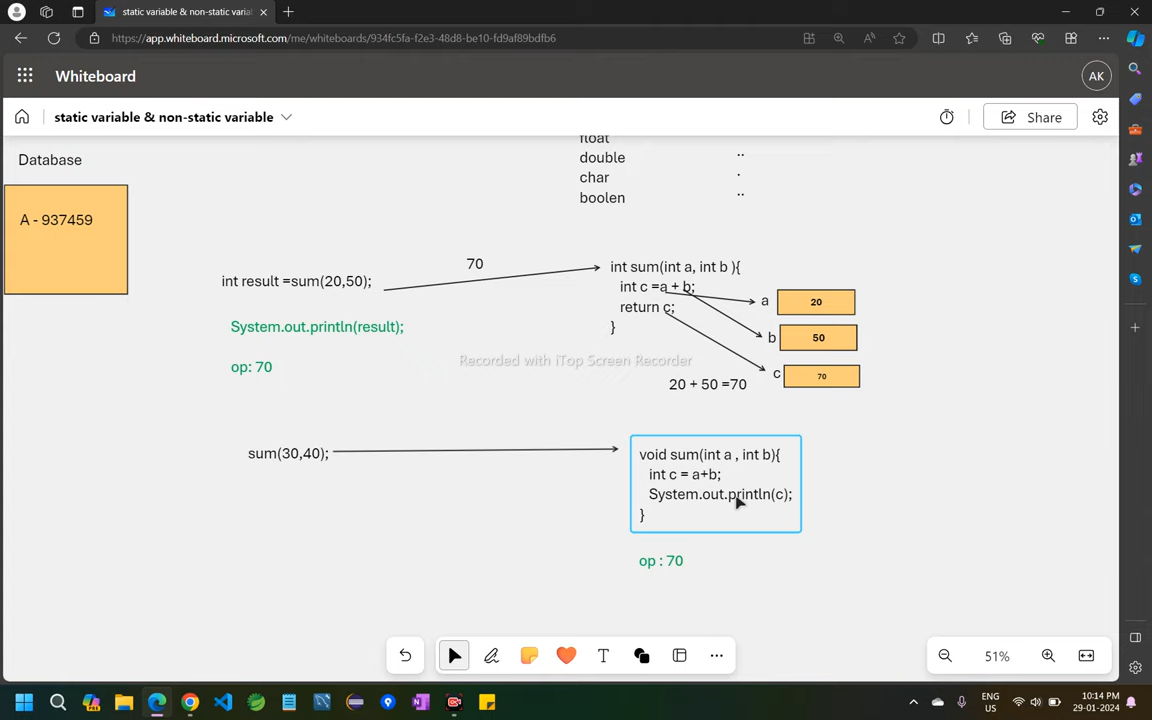 static variable & non-static varia
https://app.whiteboard.microsoft.com/me/whiteboards/934fc5fa-f2e3-48d8-be10-fd9af89bdfb6
Whiteboard
AK
static variable & non-static variable
Share
Database
A - 937459
float
double
char
boolen
..
.
..
70
int result =sum(20,50);
System.out.println(result);
op: 70
int sum(int a, int b ){
int c =a + b;
return c;
}
a
20
b
50
c
70
20 + 50 =70
Recorded with iTop Screen Recorder
sum(30,40);
void sum(int a , int b){
int c = a+b;
System.out.println(c);
}
op : 70
51%
ENG
US
10:14 PM
29-01-2024